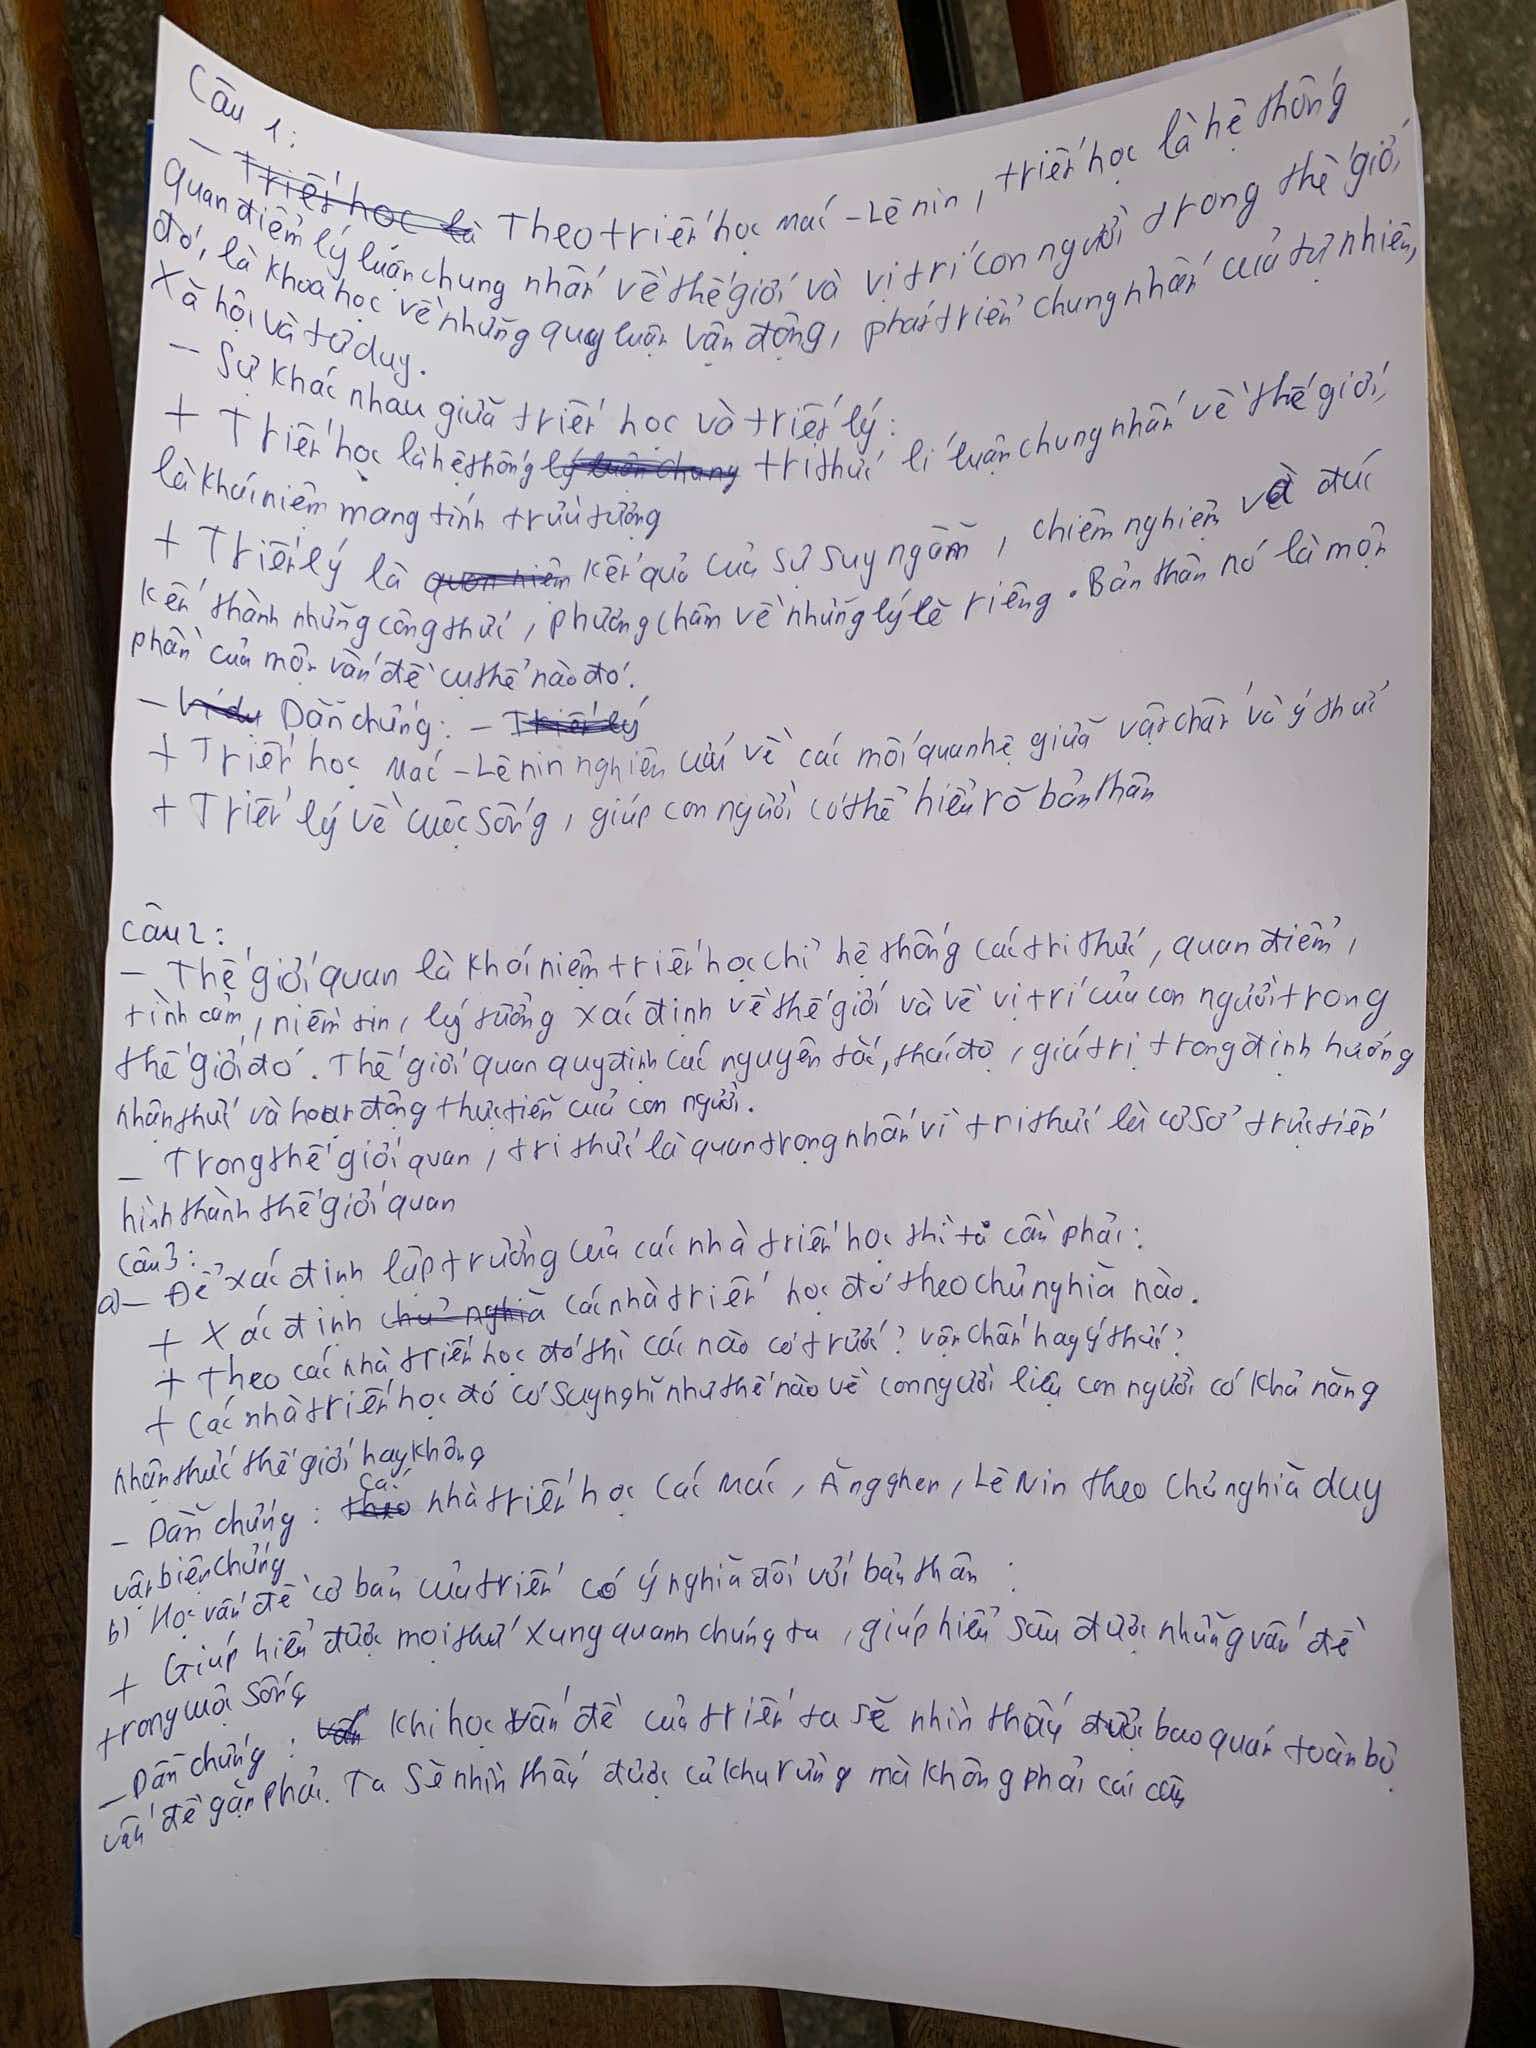 Câu 1:
- Triết học là Theo triết học Mác - Lê nin, triết học là hệ thống
quan điểm lý luận chung nhất về thế giới và vị trí con người trong thế giới
đó, là khoa học về những quy luật vận động, phát triển chung nhất của tự nhiên,
xã hội và tư duy.
- Sự khác nhau giữa triết học và triết lý:
+ Triết học là hệ thống lý luận chung tri thức lí luận chung nhất về thế giới,
là khái niệm mang tính trừu tượng
+ Triết lý là quan niệm kết quả của sự suy ngẫm, chiêm nghiệm và đúc
kết thành những công thức, phương châm về những lý lẽ riêng. Bản thân nó là một
phần của một vấn đề cụ thể nào đó.
- Ví dụ Dẫn chứng: - Triết lý
+ Triết học Mác - Lê nin nghiên cứu về các mối quan hệ giữa vật chất và ý thức
+ Triết lý về cuộc sống, giúp con người có thể hiểu rõ bản thân
Câu 2:
- Thế giới quan là khái niệm triết học chỉ hệ thống các tri thức, quan điểm,
tình cảm, niềm tin, lý tưởng xác định về thế giới và về vị trí của con người trong
thế giới đó. Thế giới quan quy định các nguyên tắc, thái độ, giá trị trong định hướng
nhận thức và hoạt động thực tiễn của con người.
- Trong thế giới quan, tri thức là quan trọng nhất vì tri thức là cơ sở trực tiếp
hình thành thế giới quan
Câu 3:
a) - Để xác định lập trường của các nhà triết học thì ta cần phải:
+ Xác định chủ nghĩa các nhà triết học đó theo chủ nghĩa nào.
+ Theo các nhà triết học đó thì cái nào có trước? vật chất hay ý thức?
+ Các nhà triết học đó có suy nghĩ như thế nào về con người liệu con người có khả năng
nhận thức thế giới hay không
- Dẫn chứng: theo Các nhà triết học Các Mác, Ăngghen, Lê Nin theo chủ nghĩa duy
vật biện chứng
b) Học vấn đề cơ bản của triết có ý nghĩa đối với bản thân:
+ Giúp hiểu được mọi thứ xung quanh chúng ta, giúp hiểu sâu được những vấn đề
trong cuộc sống
- Dẫn chứng: vấn Khi học vấn đề của triết ta sẽ nhìn thấy được bao quát toàn bộ
vấn đề gặp phải. Ta sẽ nhìn thấy được cả khu rừng mà không phải cái cây